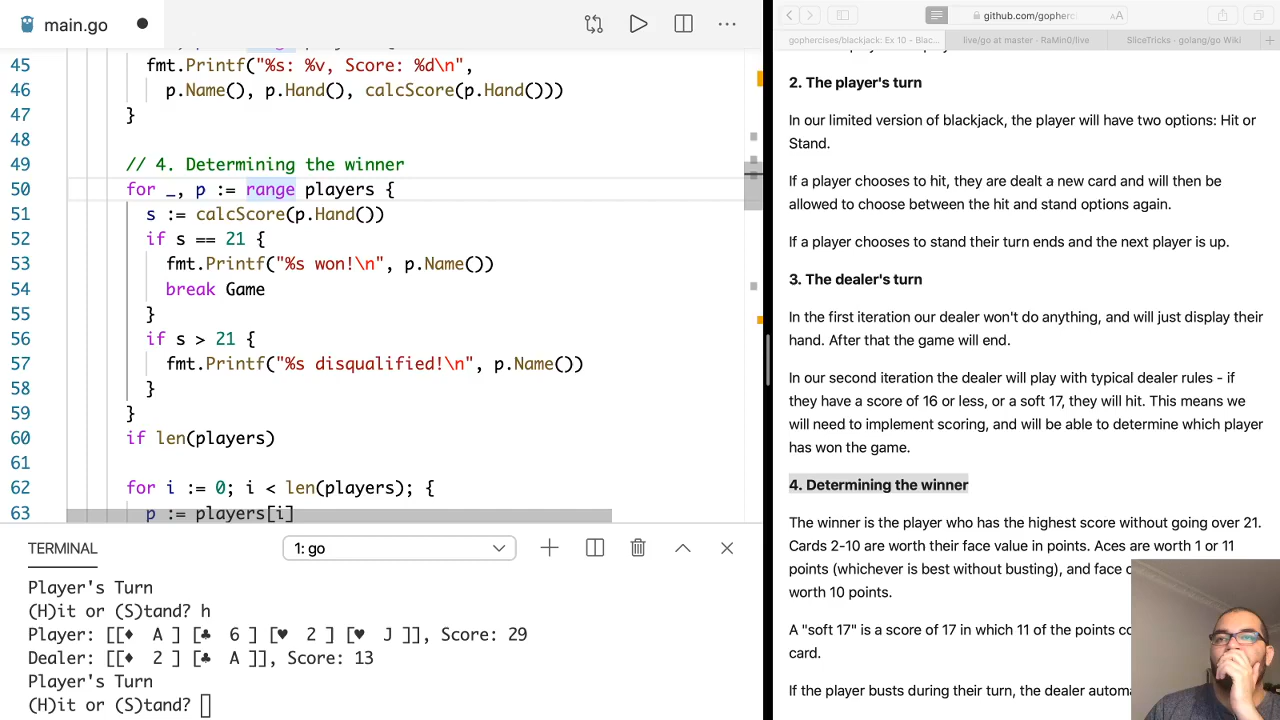 main.go
45 fmt.Printf("%s: %v, Score: %d\n",
46 p.Name(), p.Hand(), calcScore(p.Hand()))
47 }
48
49 // 4. Determining the winner
50 for _, p := range players {
51 s := calcScore(p.Hand())
52 if s == 21 {
53 fmt.Printf("%s won!\n", p.Name())
54 break Game
55 }
56 if s > 21 {
57 fmt.Printf("%s disqualified!\n", p.Name())
58 }
59 }
60 if len(players)
61
62 for i := 0; i < len(players); {
63 p := players[i]
TERMINAL
1: go
Player's Turn
(H)it or (S)tand? h
Player: [[♦ A ] [♣ 6 ] [♥ 2 ] [♥ J ]], Score: 29
Dealer: [[♦ 2 ] [♣ A ]], Score: 13
Player's Turn
(H)it or (S)tand?
github.com/gopherc
AA
gophercises/blackjack: Ex 10 - Blac...
live/go at master · RaMin0/live
SliceTricks · golang/go Wiki
2. The player's turn
In our limited version of blackjack, the player will have two options: Hit or
Stand.
If a player chooses to hit, they are dealt a new card and will then be
allowed to choose between the hit and stand options again.
If a player chooses to stand their turn ends and the next player is up.
3. The dealer's turn
In the first iteration our dealer won't do anything, and will just display their
hand. After that the game will end.
In our second iteration the dealer will play with typical dealer rules - if
they have a score of 16 or less, or a soft 17, they will hit. This means we
will need to implement scoring, and will be able to determine which player
has won the game.
4. Determining the winner
The winner is the player who has the highest score without going over 21.
Cards 2-10 are worth their face value in points. Aces are worth 1 or 11
points (whichever is best without busting), and face
worth 10 points.
A "soft 17" is a score of 17 in which 11 of the points
card.
If the player busts during their turn, the dealer